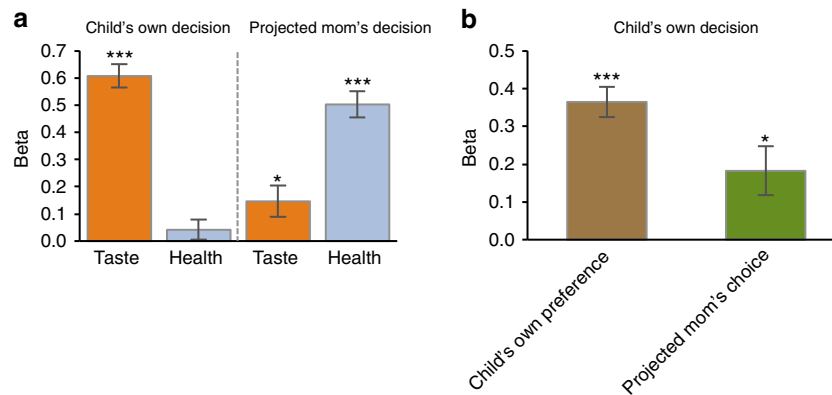 a
Child's own decision Projected mom's decision
0.7
0.6
0.5
0.4
0.3
0.2
0.1
0.0
Beta
***
*
***
Taste Health Taste Health
b
Child's own decision
0.5
0.4
0.3
0.2
0.1
0.0
Beta
***
*
Child's own preference
Projected mom's choice